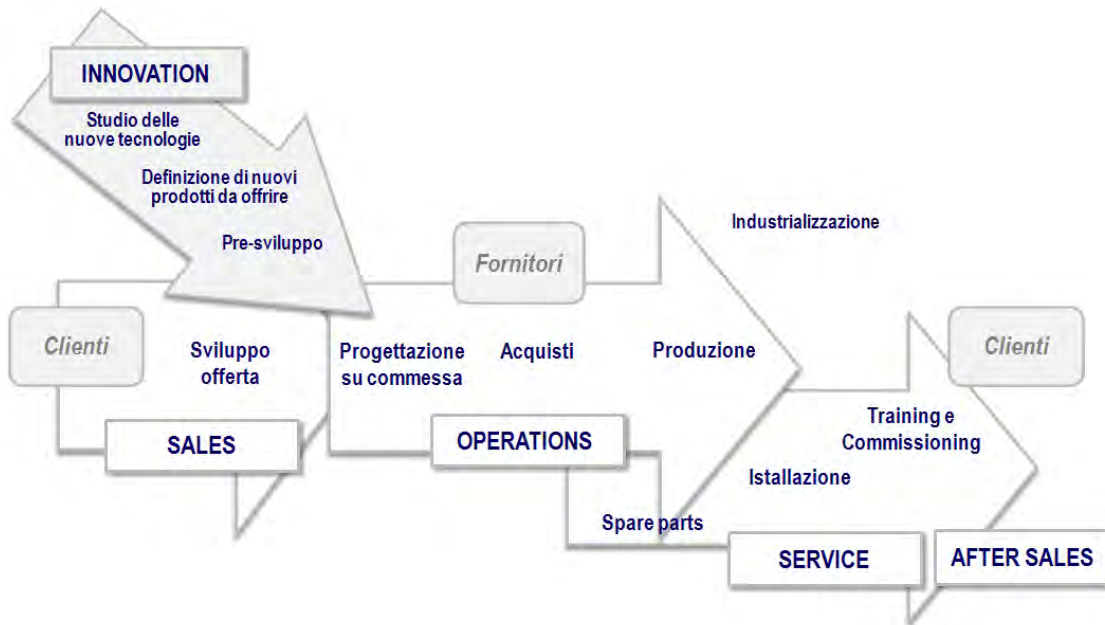 INNOVATION
Studio delle
nuove tecnologie
Definizione di nuovi
prodotti da offrire
Pre-sviluppo
Industrializzazione
Fornitori
Clienti
Sviluppo
offerta
Progettazione
su commessa
Acquisti
Produzione
Clienti
SALES
OPERATIONS
Training e
Commissioning
Istallazione
Spare parts
SERVICE
AFTER SALES